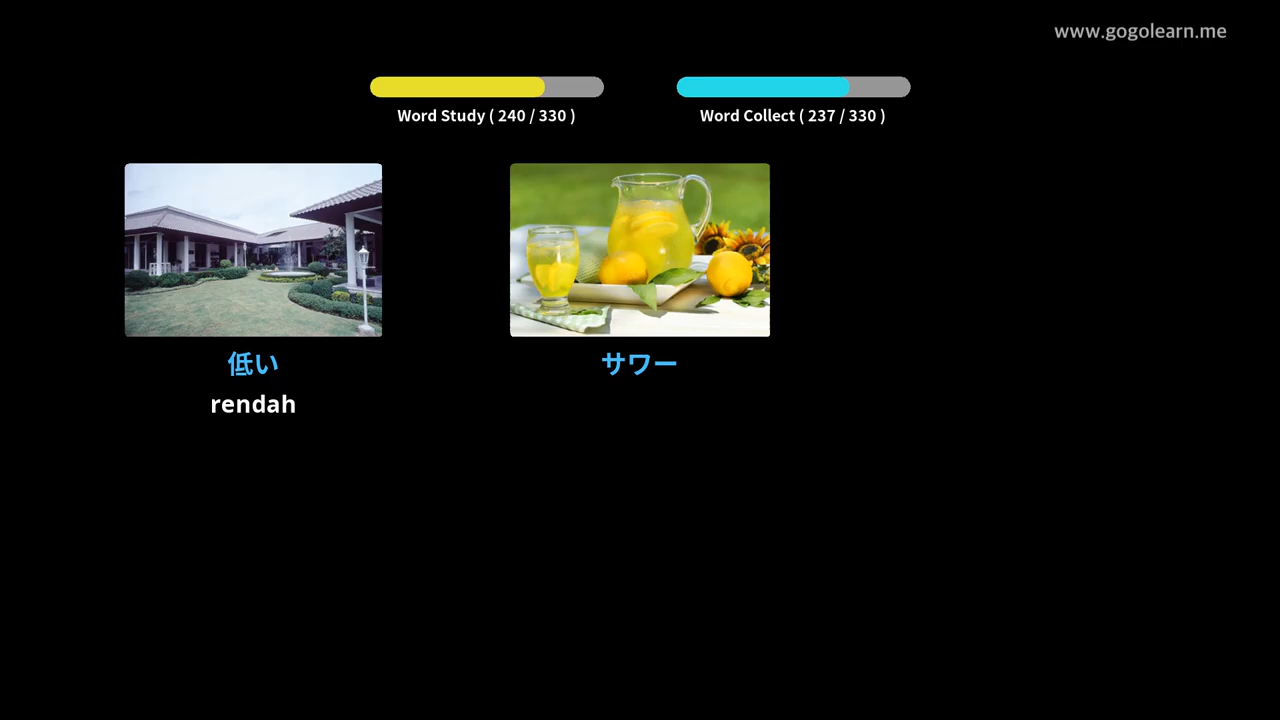 www.gogolearn.me
Word Study ( 240 / 330 )
Word Collect ( 237 / 330 )
低い
rendah
サワー